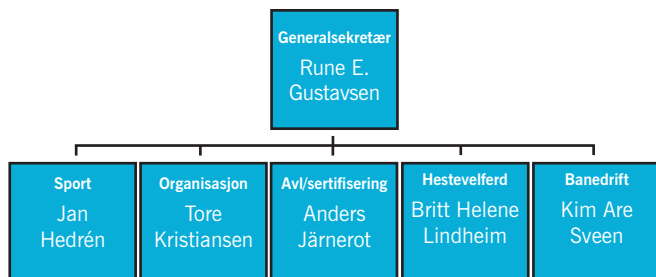 Generalsekretær
Rune E.
Gustavsen
Sport
Jan
Hedrén
Organisasjon
Tore
Kristiansen
Avl/sertifisering
Anders
Järnerot
Hestevelferd
Britt Helene
Lindheim
Banedrift
Kim Are
Sveen